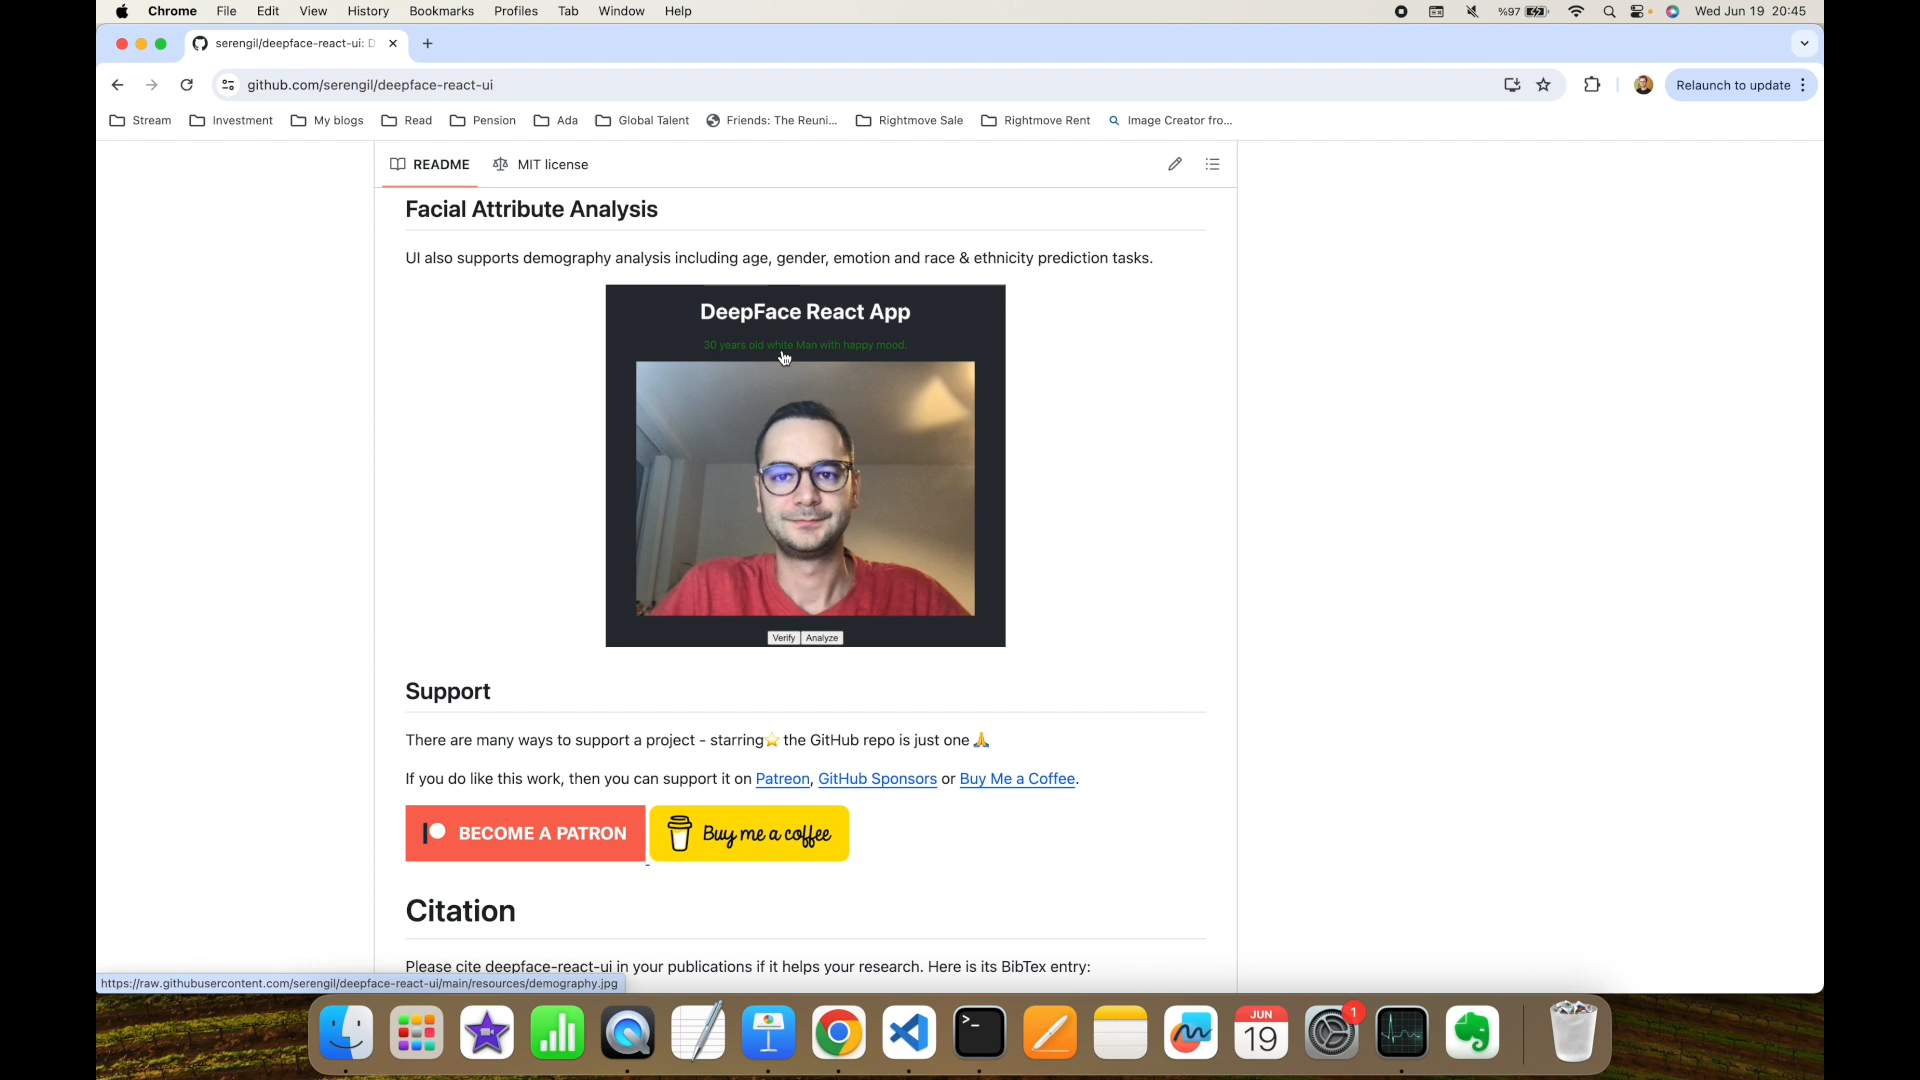 Chrome File Edit View History Bookmarks Profiles Tab Window Help %97 Wed Jun 19 20:45
serengil/deepface-react-ui: D
github.com/serengil/deepface-react-ui Relaunch to update
Stream Investment My blogs Read Pension Ada Global Talent Friends: The Reuni... Rightmove Sale Rightmove Rent Image Creator fro...
README MIT license
Facial Attribute Analysis
UI also supports demography analysis including age, gender, emotion and race & ethnicity prediction tasks.
DeepFace React App
30 years old white Man with happy mood.
Verify Analyze
Support
There are many ways to support a project - starring⭐ the GitHub repo is just one 🙏
If you do like this work, then you can support it on Patreon, GitHub Sponsors or Buy Me a Coffee.
BECOME A PATRON Buy me a coffee
Citation
Please cite deepface-react-ui in your publications if it helps your research. Here is its BibTex entry:
https://raw.githubusercontent.com/serengil/deepface-react-ui/main/resources/demography.jpg
>_ JUN 1
19